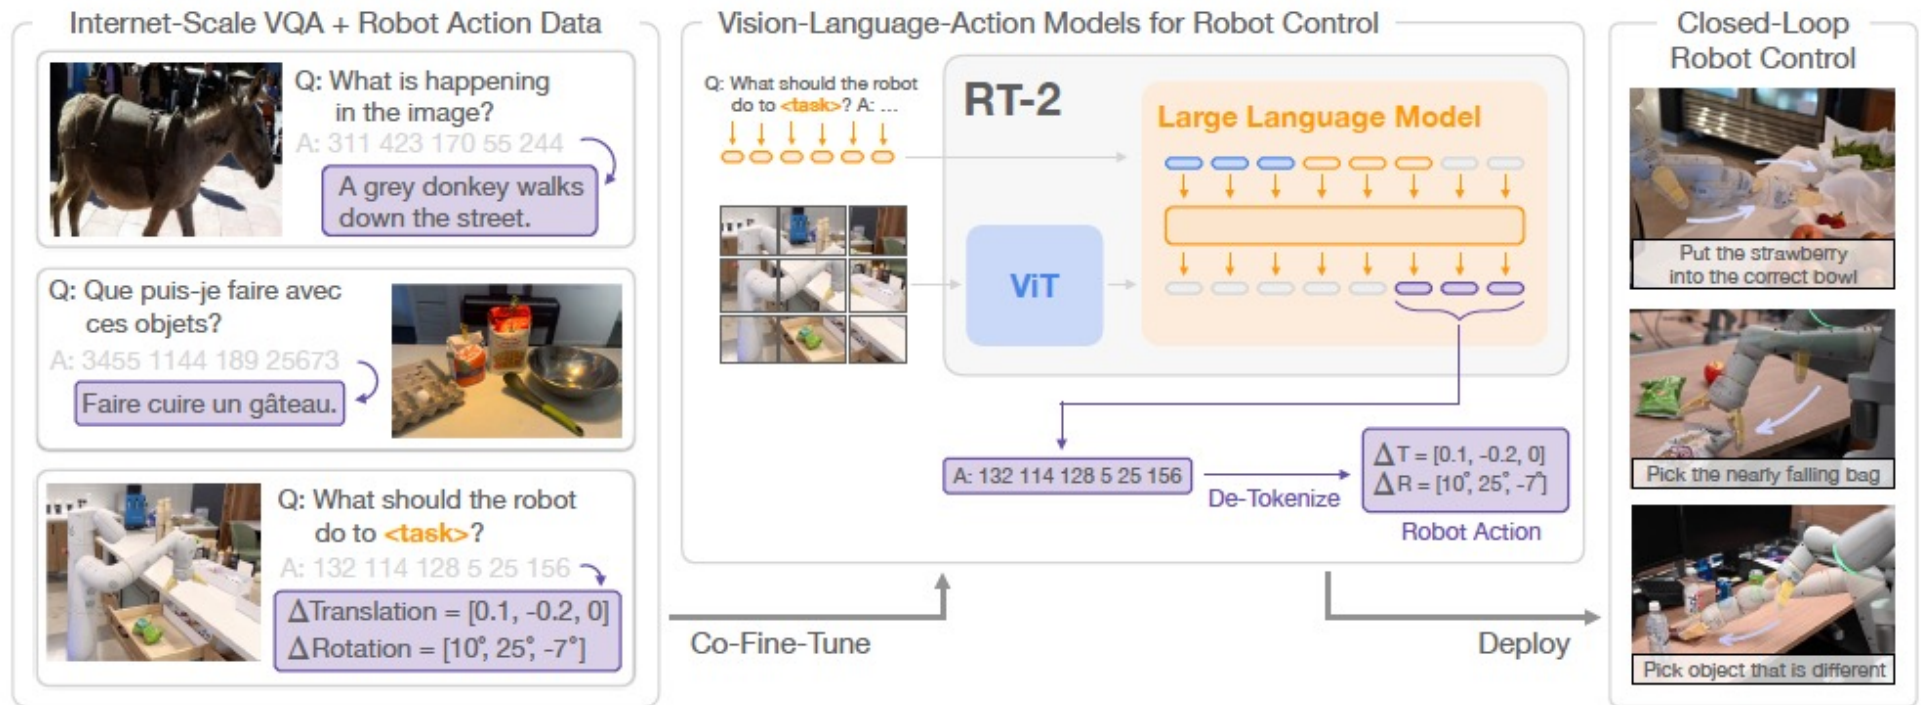 Internet-Scale VQA + Robot Action Data
Q: What is happening
in the image?
A: 311 423 170 55 244
A grey donkey walks
down the street.
Q: Que puis-je faire avec
ces objets?
A: 3455 1144 189 25673
Faire cuire un gâteau.
Q: What should the robot
do to <task>?
A: 132 114 128 5 25 156
ΔTranslation = [0.1, -0.2, 0]
ΔRotation = [10°, 25°, -7°]
Co-Fine-Tune
Vision-Language-Action Models for Robot Control
Q: What should the robot
do to <task>? A: ...
RT-2
Large Language Model
ViT
A: 132 114 128 5 25 156
De-Tokenize
ΔT = [0.1, -0.2, 0]
ΔR = [10°, 25°, -7°]
Robot Action
Deploy
Closed-Loop
Robot Control
Put the strawberry
into the correct bowl
Pick the nearly falling bag
Pick object that is different